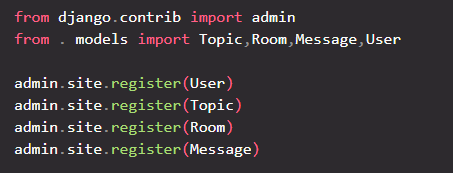 from django.contrib import admin
from . models import Topic,Room,Message,User
admin.site.register(User)
admin.site.register(Topic)
admin.site.register(Room)
admin.site.register(Message)